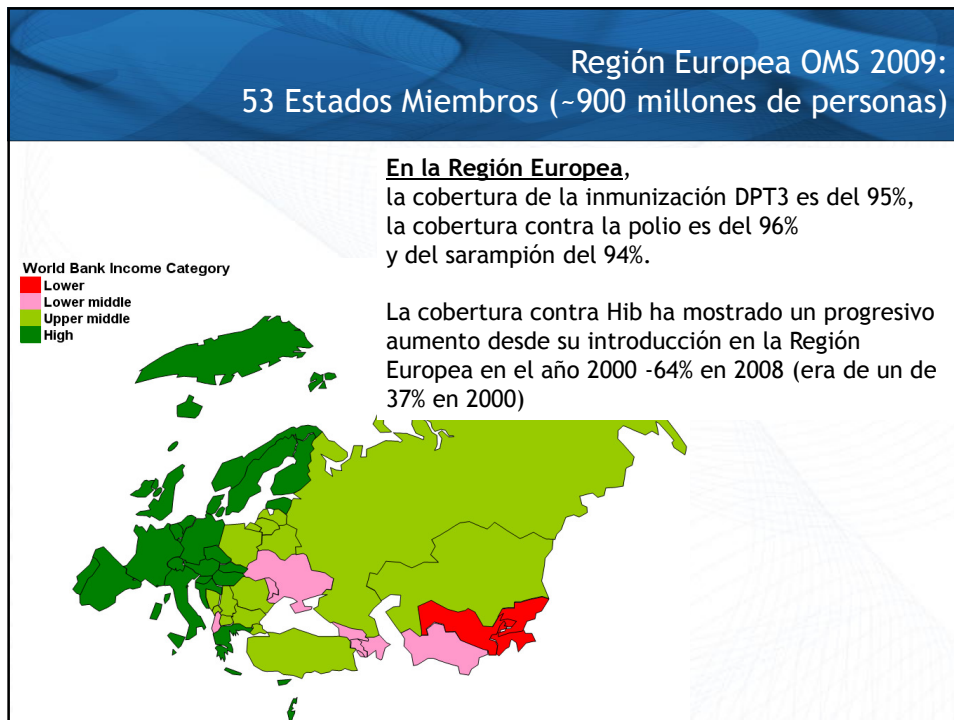 Región Europea OMS 2009:
53 Estados Miembros (~900 millones de personas)
En la Región Europea,
la cobertura de la inmunización DPT3 es del 95%,
la cobertura contra la polio es del 96%
y del sarampión del 94%.
La cobertura contra Hib ha mostrado un progresivo
aumento desde su introducción en la Región
Europea en el año 2000 -64% en 2008 (era de un de
37% en 2000)
World Bank Income Category
Lower
Lower middle
Upper middle
High